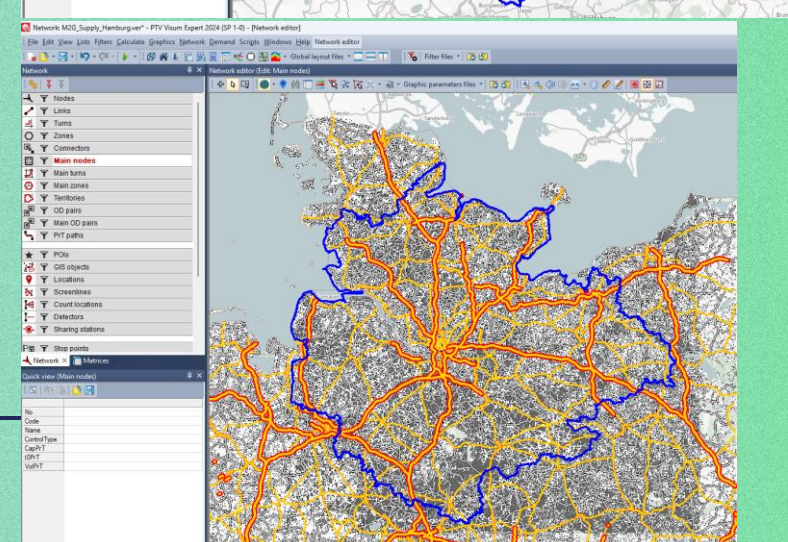 Network: M2G_Supply_Hamburg.ver* - PTV Visum Expert 2024 (SP 1-0) - [Network editor]
File Edit View Lists Filters Calculate Graphics Network Demand Scripts Windows Help Network editor
Global layout files Filter files
Network
Network editor (Edit: Main nodes)
Graphic parameters files
Nodes
Links
Turns
Zones
Connectors
Main nodes
Main turns
Main zones
Territories
OD pairs
Main OD pairs
PrT paths
POIs
GIS objects
Locations
Screenlines
Count locations
Detectors
Sharing stations
Stop points
Network Matrices
Quick view (Main nodes)
No
Code
Name
ControlType
CapPrT
t0PrT
VolPrT